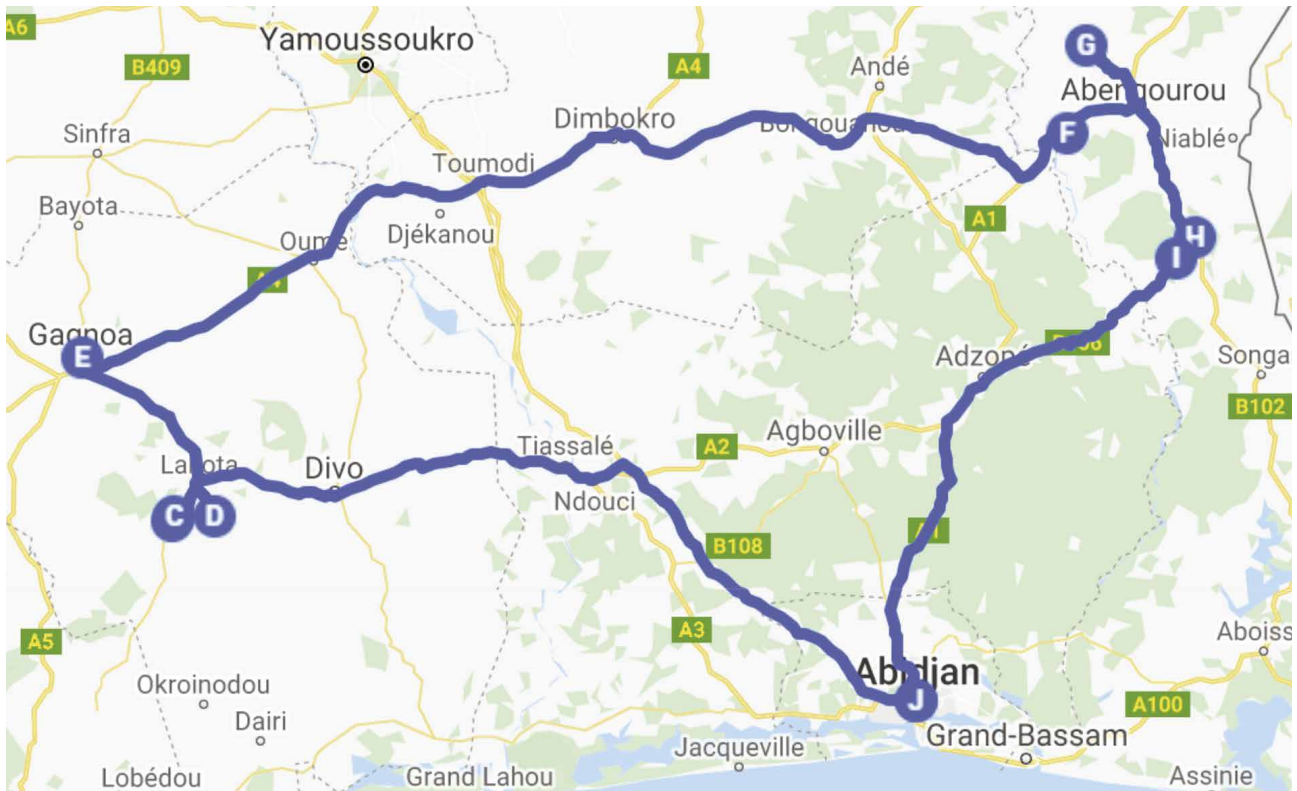 A6
Yamoussoukro
B409
A4
Andé
G
Abengourou
Sinfra
Dimbokro
F
Niablé
Toumodi
Bayota
A1
Djékanou
Oumé
H
I
Gagnoa
E
Adzopé
Songa
B102
Lakota
Divo
Tiassalé
A2
Agboville
C
D
Ndouci
B108
A1
A5
A3
Aboiss
Abidjan
Okroinodou
J
A100
Dairi
Grand-Bassam
Jacqueville
Lobédou
Grand Lahou
Assinie